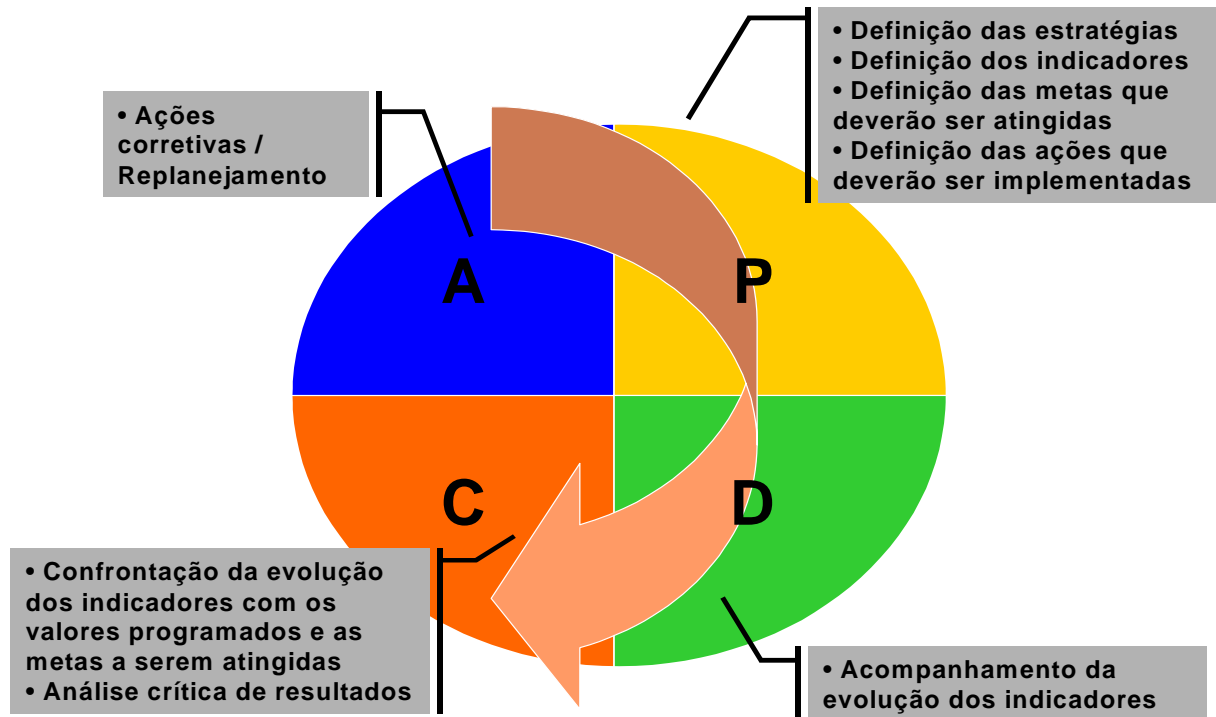 • Definição das estratégias
• Definição dos indicadores
• Definição das metas que
deverão ser atingidas
• Definição das ações que
deverão ser implementadas
• Ações
corretivas /
Replanejamento
A
P
C
D
• Confrontação da evolução
dos indicadores com os
valores programados e as
metas a serem atingidas
• Análise crítica de resultados
• Acompanhamento da
evolução dos indicadores